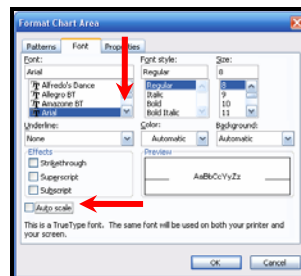 Format Chart Area
Patterns Font Properties
Font: Font style: Size:
Arial Regular 8
Alfredo's Dance Regular 8
Allegro BT Italic 9
Amazone BT Bold 10
Arial Bold Italic 11
Underline: Color: Background:
None Automatic Automatic
Effects Preview
Strikethrough
Superscript AaBbCcYyZz
Subscript
Auto scale
This is a TrueType font. The same font will be used on both your printer and
your screen.
OK Cancel